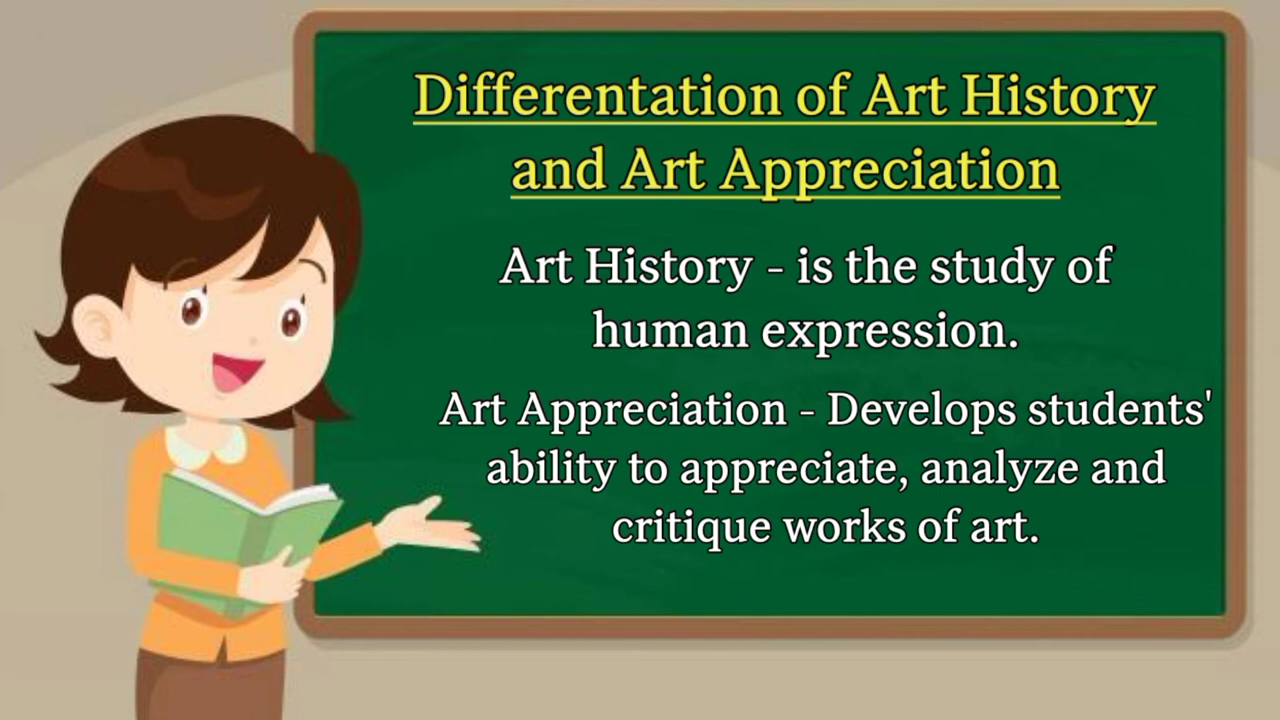 Differentation of Art History
and Art Appreciation
Art History - is the study of
human expression.
Art Appreciation - Develops students'
ability to appreciate, analyze and
critique works of art.